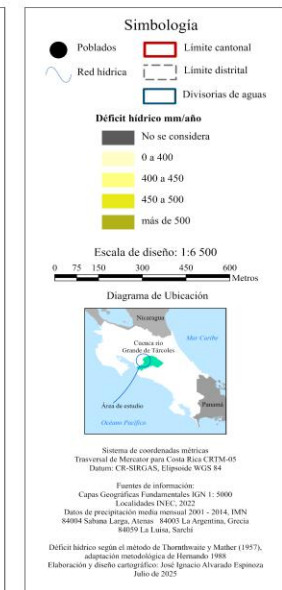 Simbología
Poblados
Límite cantonal
Red hídrica
Límite distrital
Divisorias de aguas
Déficit hídrico mm/año
No se considera
0 a 400
400 a 450
450 a 500
más de 500
Escala de diseño: 1:6 500
0 75 150 300 450 600
Metros
Diagrama de Ubicación
Nicaragua
Mar Caribe
Cuenca río
Grande de Tárcoles
Área de estudio
Panamá
Océano Pacífico
Sistema de coordenadas métricas
Trasversal de Mercator para Costa Rica CRTM-05
Datum: CR-SIRGAS, Elipsoide WGS 84
Fuentes de información:
Capas Geográficas Fundamentales IGN 1: 5000
Localidades INEC, 2022
Datos de precipitación media mensual 2001 - 2014, IMN
84004 Sabana Larga, Atenas 84003 La Argentina, Grecia
84059 La Luisa, Sarchí
Déficit hídrico según el método de Thornthwaite y Mather (1957),
adaptación metodológica de Hernando 1988
Elaboración y diseño cartográfico: José Ignacio Alvarado Espinoza
Julio de 2025